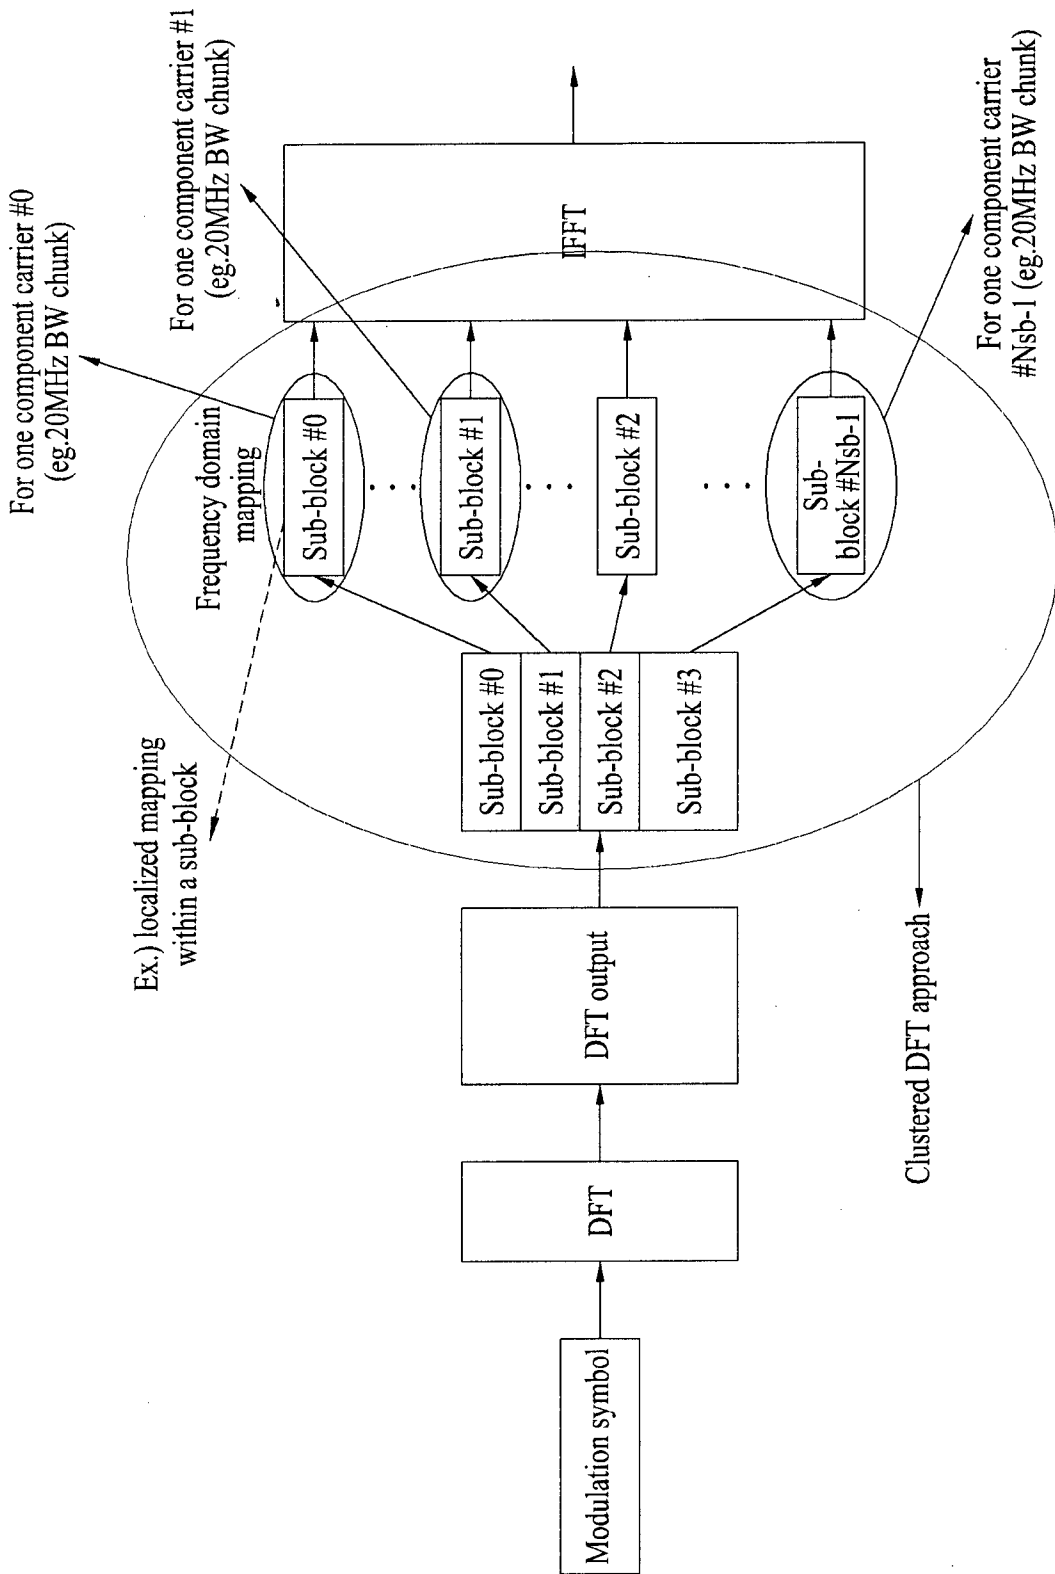 Modulation symbol
DFT
DFT output
Sub-block #0
Sub-block #1
Sub-block #2
Sub-block #3
Clustered DFT approach
Ex.) localized mapping
within a sub-block
Frequency domain
mapping
Sub-block #0
Sub-block #1
Sub-block #2
Sub-
block #Nsb-1
IFFT
For one component carrier #0
(eg.20MHz BW chunk)
For one component carrier #1
(eg.20MHz BW chunk)
For one component carrier
#Nsb-1 (eg.20MHz BW chunk)